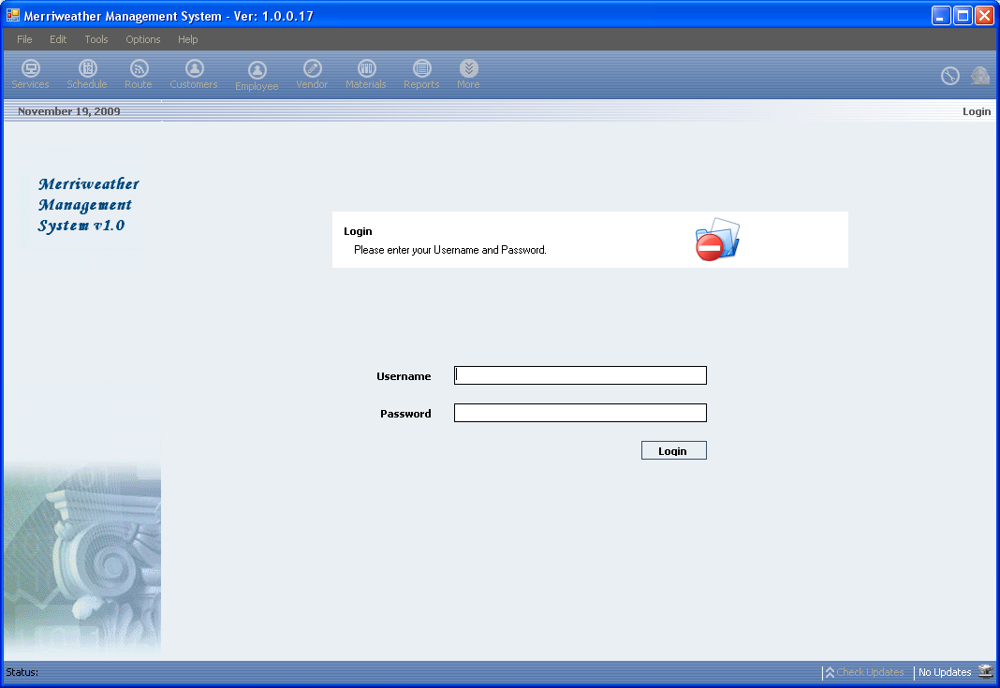 Merriweather Management System - Ver: 1.0.0.17
File Edit Tools Options Help
Services Schedule Route Customers Employee Vendor Materials Reports More
November 19, 2009 Login
Merriweather
Management
System v1.0
Login
Please enter your Username and Password.
Username
Password
Login
Status: Check Updates No Updates